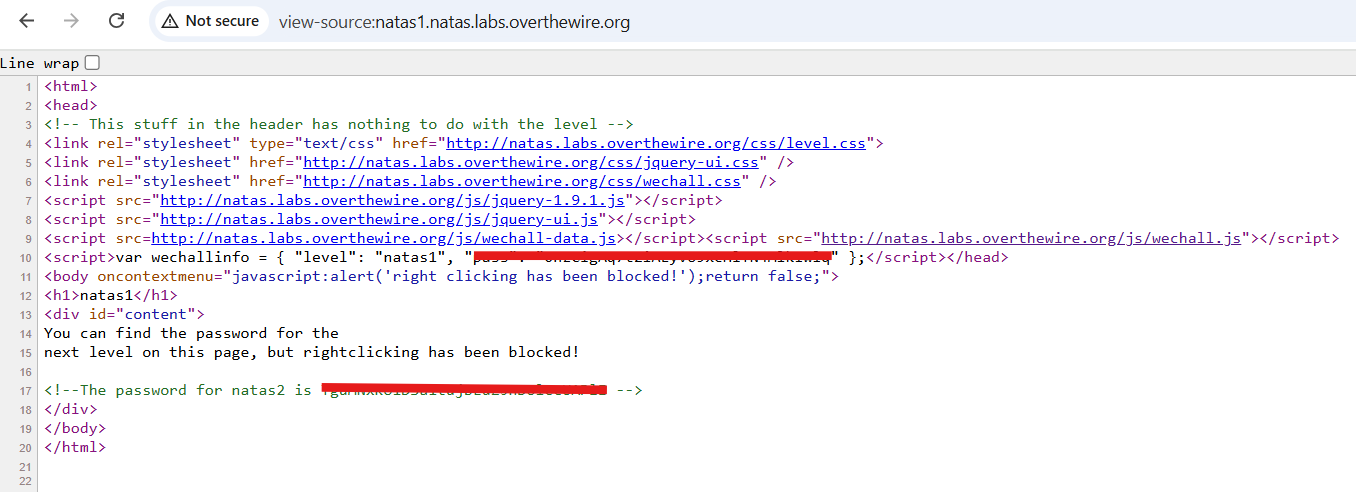 Not secure view-source:natas1.natas.labs.overthewire.org
Line wrap
1 <html>
2 <head>
3 <!-- This stuff in the header has nothing to do with the level -->
4 <link rel="stylesheet" type="text/css" href="http://natas.labs.overthewire.org/css/level.css">
5 <link rel="stylesheet" href="http://natas.labs.overthewire.org/css/jquery-ui.css" />
6 <link rel="stylesheet" href="http://natas.labs.overthewire.org/css/wechall.css" />
7 <script src="http://natas.labs.overthewire.org/js/jquery-1.9.1.js"></script>
8 <script src="http://natas.labs.overthewire.org/js/jquery-ui.js"></script>
9 <script src=http://natas.labs.overthewire.org/js/wechall-data.js></script><script src="http://natas.labs.overthewire.org/js/wechall.js"></script>
10 <script>var wechallinfo = { "level": "natas1", " " };</script></head>
11 <body oncontextmenu="javascript:alert('right clicking has been blocked!');return false;">
12 <h1>natas1</h1>
13 <div id="content">
14 You can find the password for the
15 next level on this page, but rightclicking has been blocked!
16
17 <!--The password for natas2 is -->
18 </div>
19 </body>
20 </html>
21
22